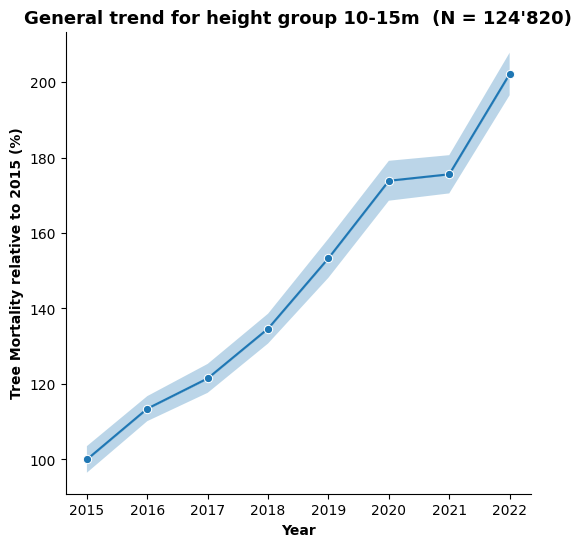 General trend for height group 10-15m  (N = 124'820)
Tree Mortality relative to 2015 (%)
200
180
160
140
120
100
2015 2016 2017 2018 2019 2020 2021 2022
Year